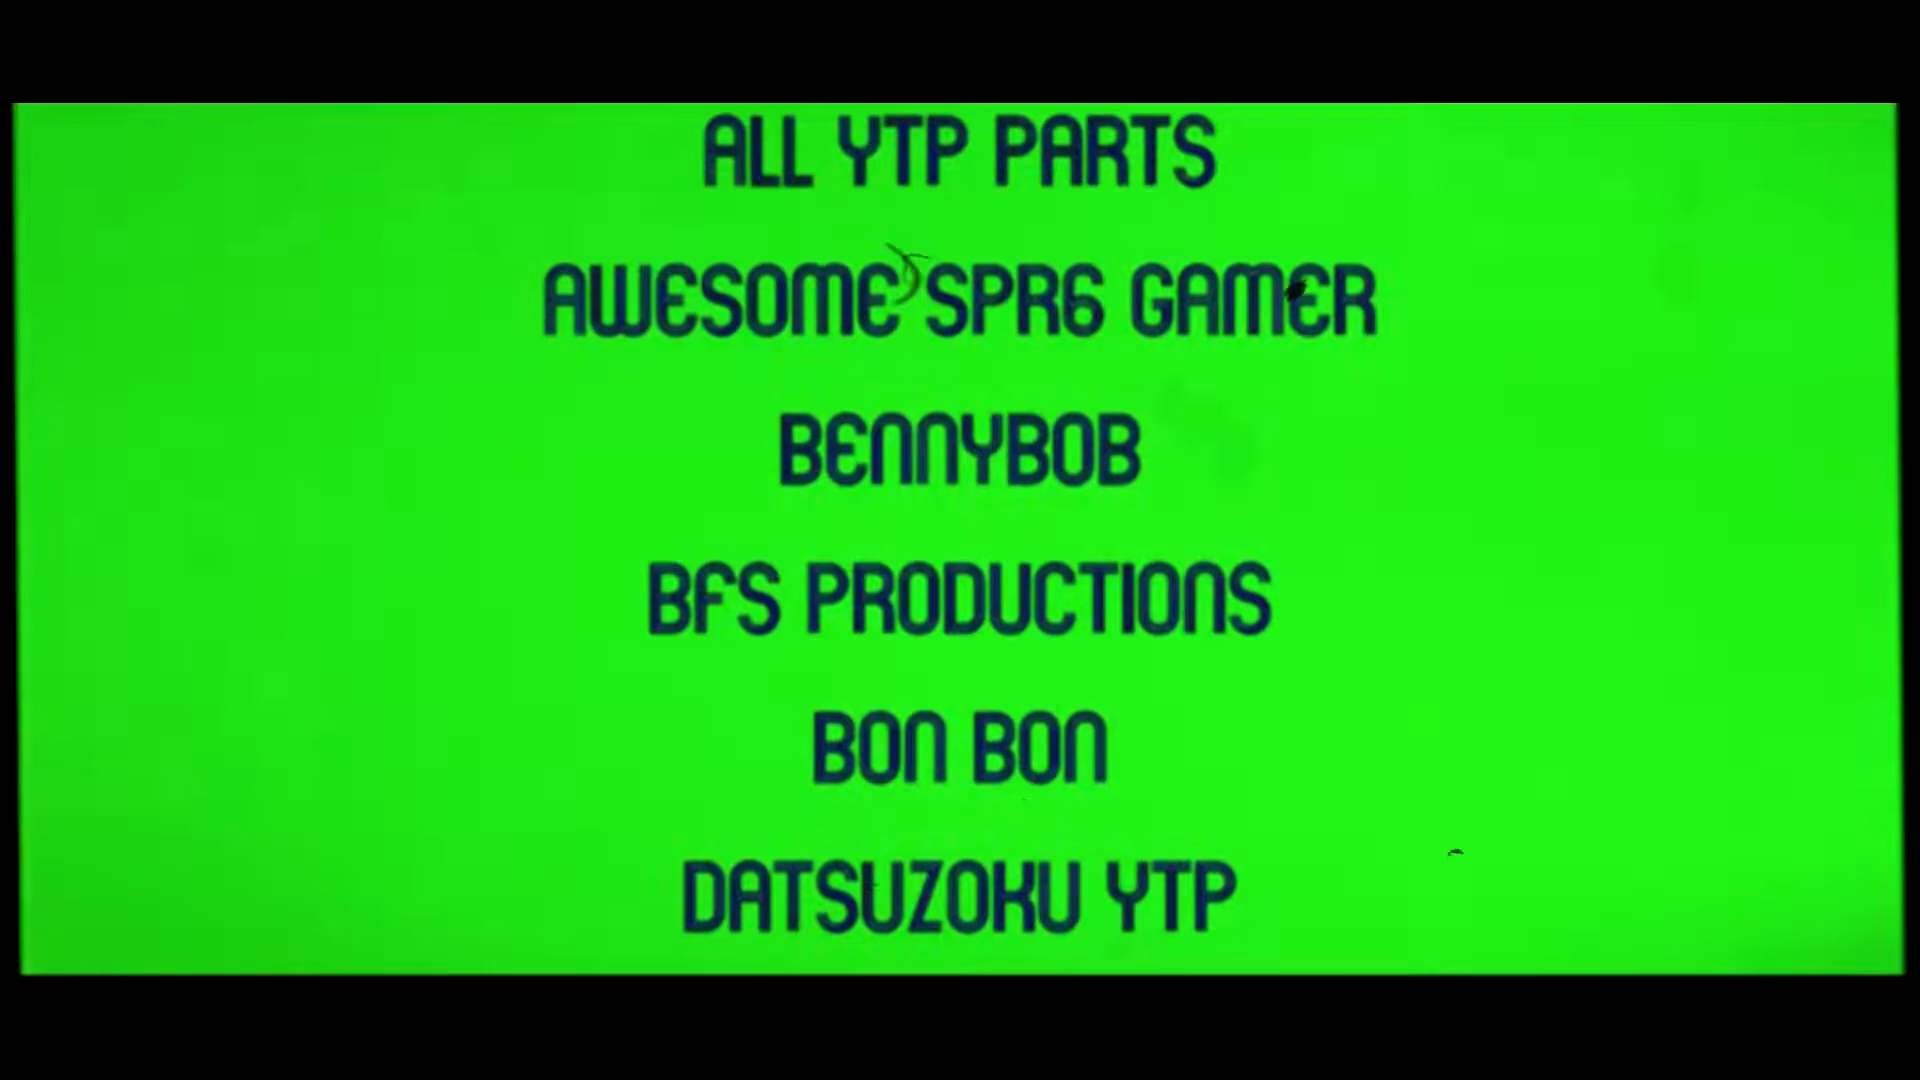 ALL YTP PARTS
AWESOME SPR6 GAMER
BENNYBOB
BFS PRODUCTIONS
BON BON
DATSUZOKU YTP